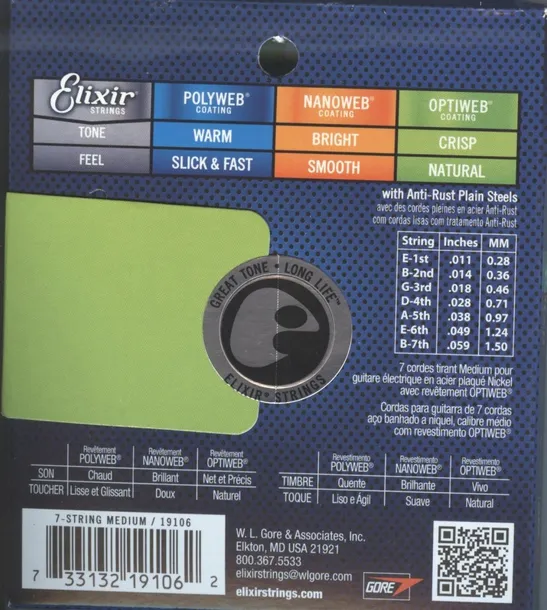 Elixir STRINGS POLYWEB® COATING NANOWEB® COATING OPTIWEB® COATING
TONE WARM BRIGHT CRISP
FEEL SLICK & FAST SMOOTH NATURAL
with Anti-Rust Plain Steels
avec des cordes pleines en acier Anti-Rust
com cordas lisas com tratamento Anti-Rust
String Inches MM
E-1st .011 0.28
B-2nd .014 0.36
G-3rd .018 0.46
D-4th .028 0.71
A-5th .038 0.97
E-6th .049 1.24
B-7th .059 1.50
GREAT TONE • LONG LIFE™
ELIXIR® STRINGS
7 cordes tirant Medium pour
guitare électrique en acier plaqué Nickel
avec revêtement OPTIWEB®
Cordas para guitarra de 7 cordas
aço banhado a níquel, calibre médio
com revestimento OPTIWEB®
Revêtement POLYWEB® Revêtement NANOWEB® Revêtement OPTIWEB®
SON Chaud Brillant Net et Précis
TOUCHER Lisse et Glissant Doux Naturel
Revestimento POLYWEB® Revestimento NANOWEB® Revestimento OPTIWEB®
TIMBRE Quente Brilhante Vivo
TOQUE Liso e Ágil Suave Natural
7-STRING MEDIUM / 19106
7 33132 19106 2
W. L. Gore & Associates, Inc.
Elkton, MD USA 21921
800.367.5533
elixirstrings@wlgore.com
elixirstrings.com
GORE